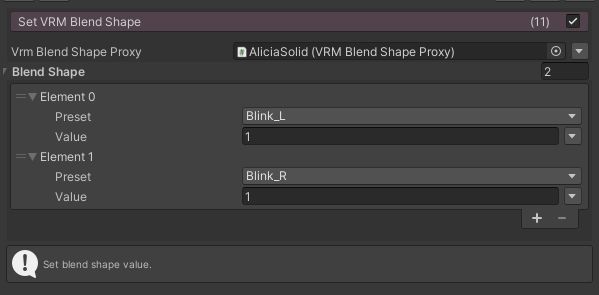 Set VRM Blend Shape (11)
Vrm Blend Shape Proxy AliciaSolid (VRM Blend Shape Proxy)
Blend Shape 2
Element 0
Preset Blink_L
Value 1
Element 1
Preset Blink_R
Value 1
Set blend shape value.